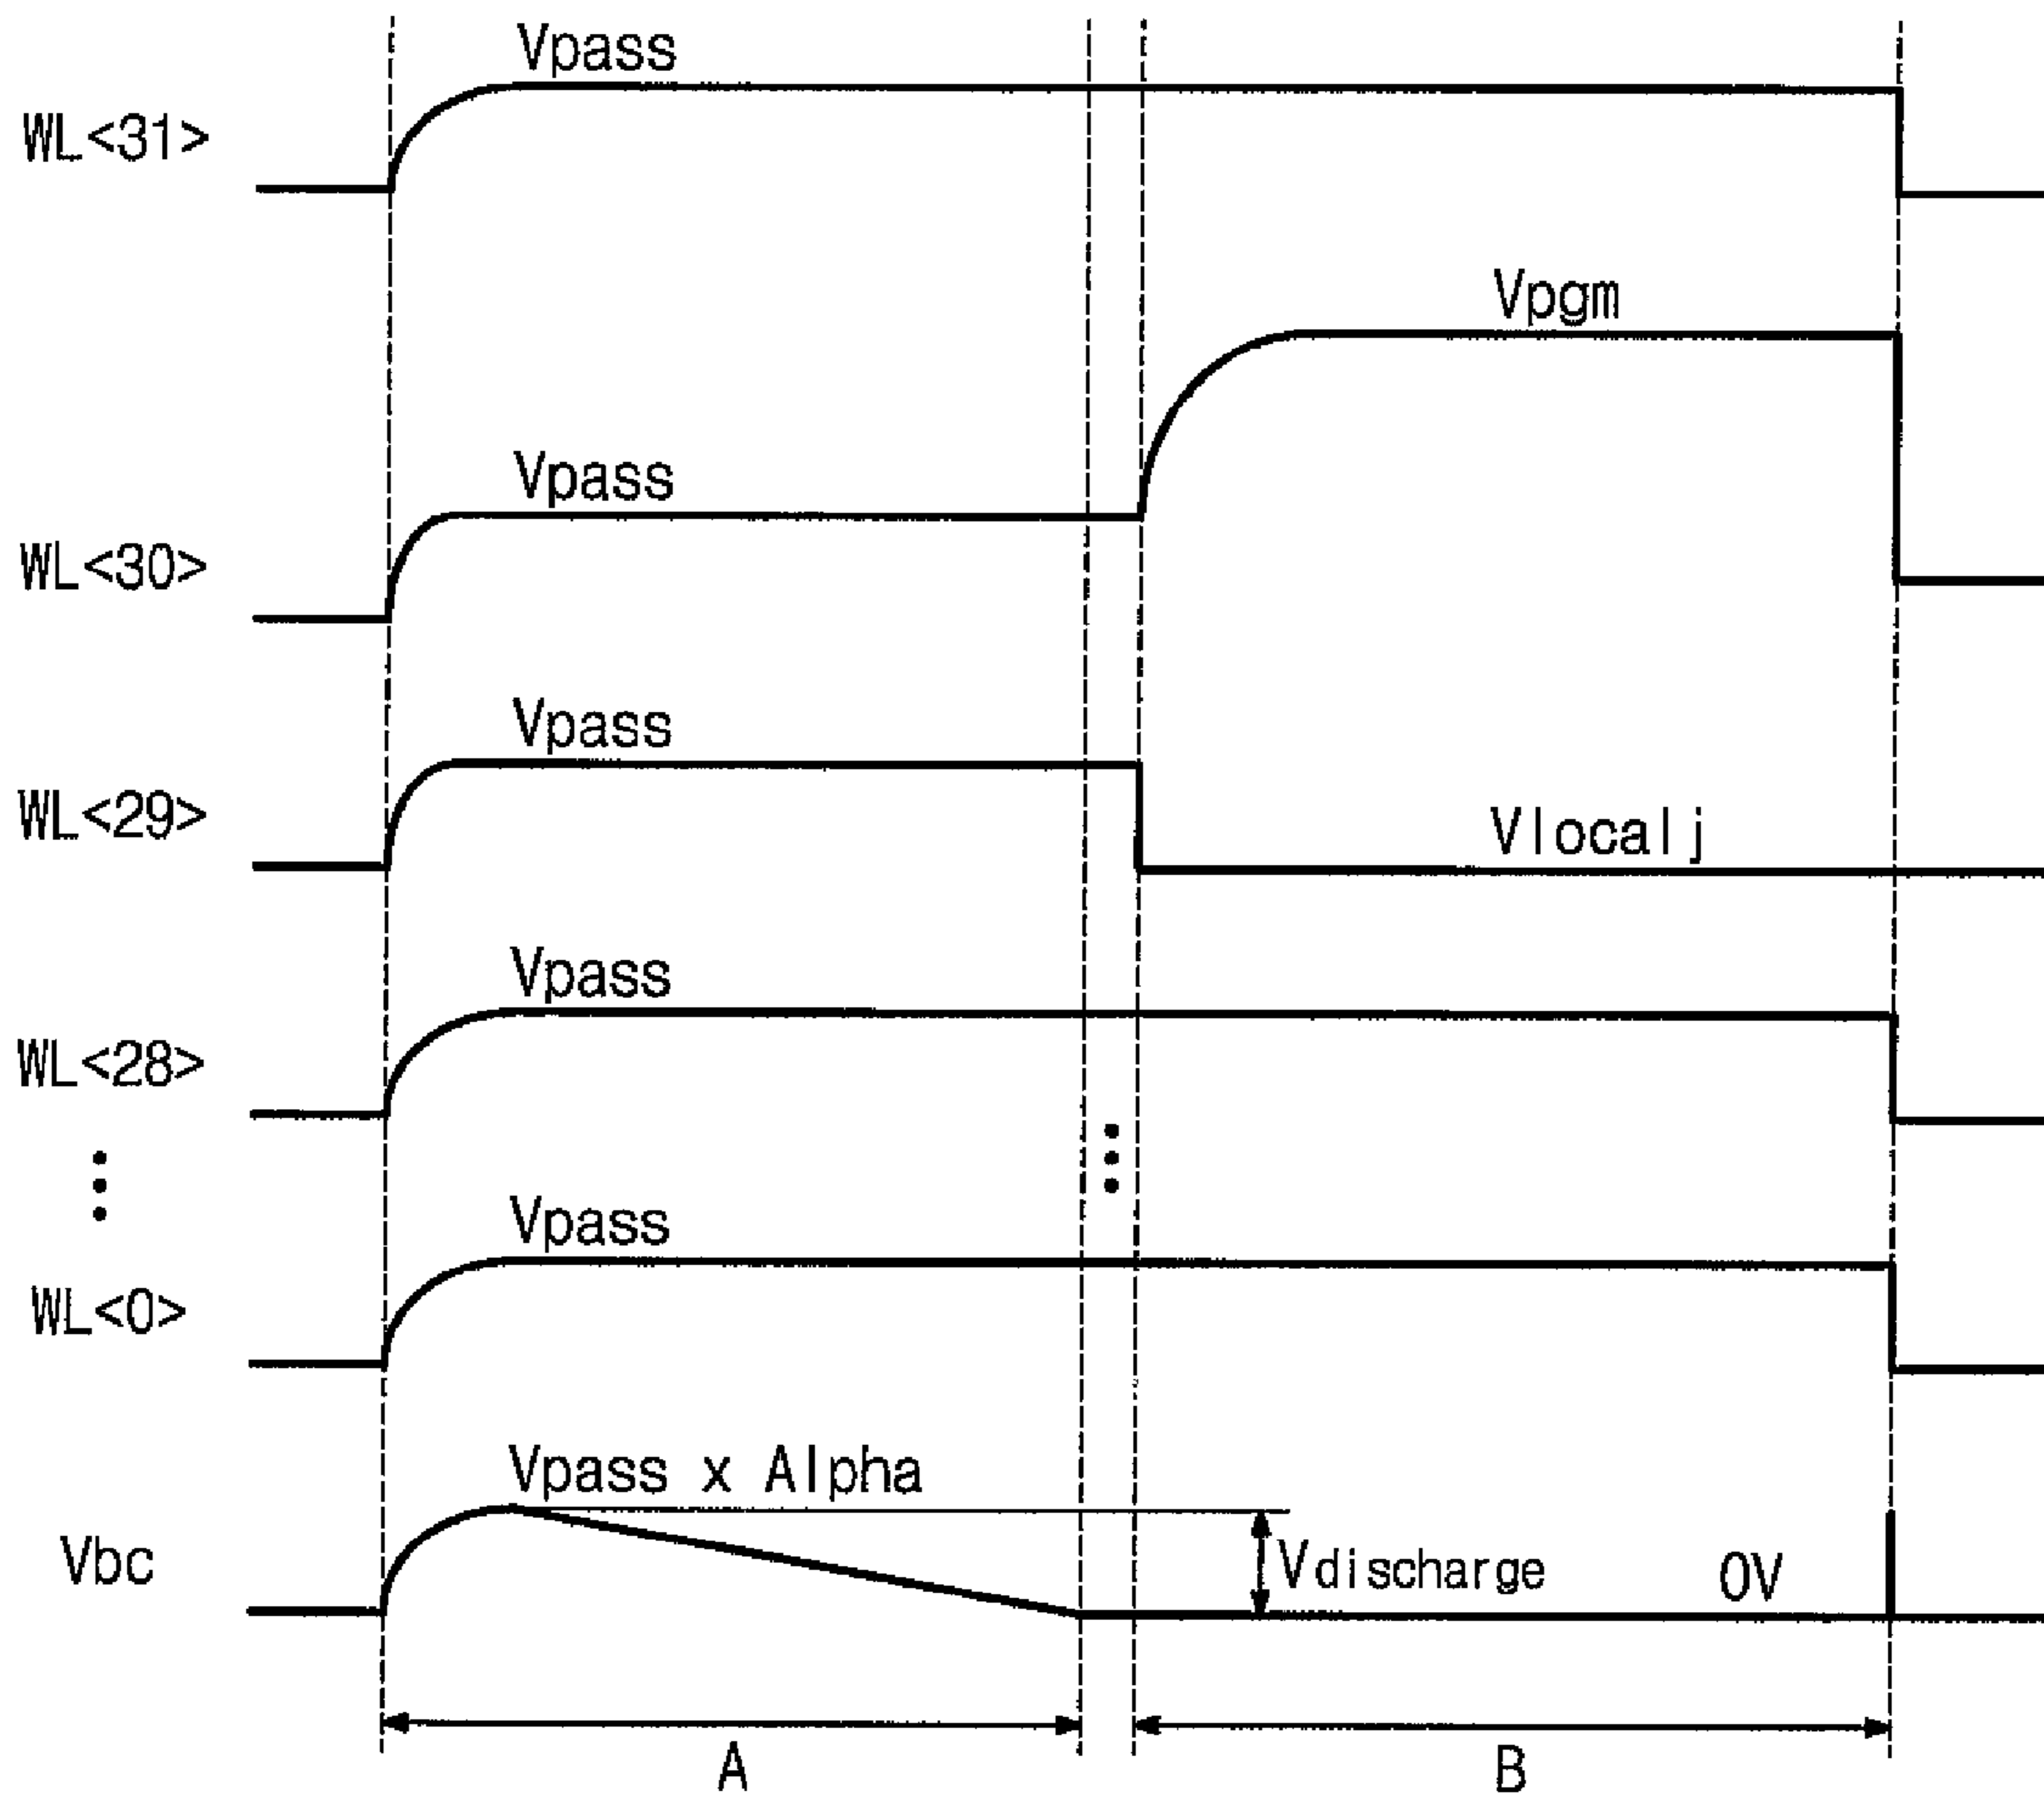 Vpass
WL<31>
Vpgm
Vpass
WL<30>
Vpass
WL<29>
Vlocalj
Vpass
WL<28>
Vpass
WL<0>
Vpass x Alpha
Vbc
Vdischarge
0V
A
B